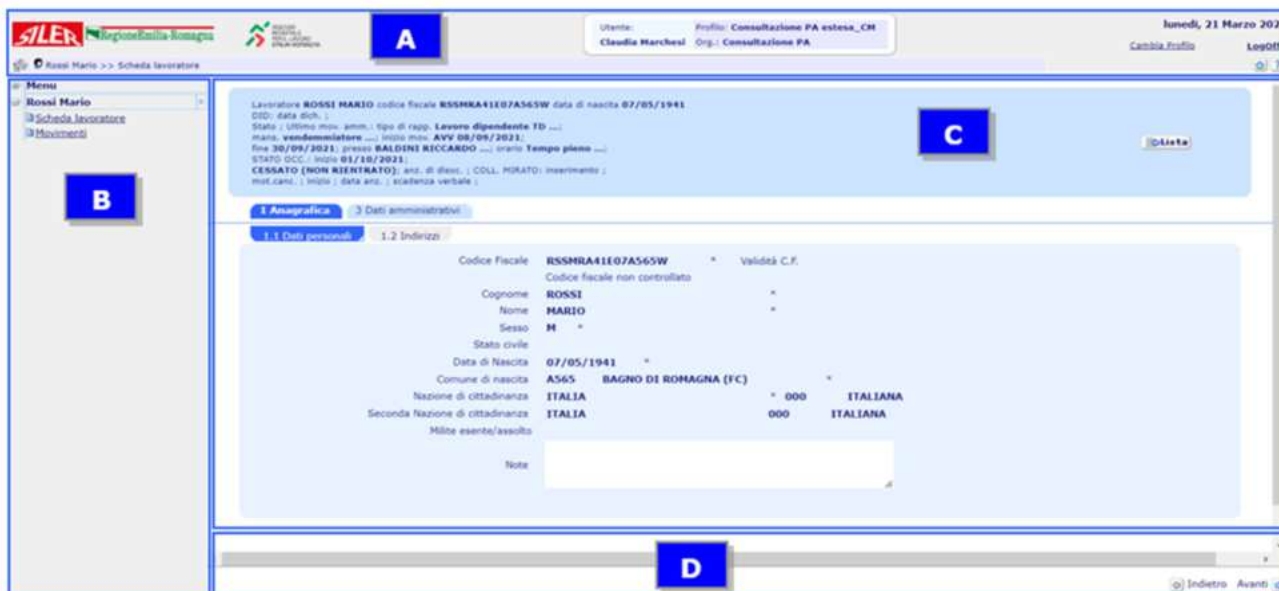 SILER RegioneEmilia-Romagna
A
Utente: Profilo: Consultazione PA estesa_CM
Claudia Marchesi Org.: Consultazione PA
lunedì, 21 Marzo 202
Cambia Profilo LogOff
Rossi Mario >> Scheda lavoratore
Menu
Rossi Mario
Scheda lavoratore
Movimenti
B
Lavoratore ROSSI MARIO codice fiscale RSSMRA41E07A565W data di nascita 07/05/1941
DID: data dich. ;
Stato ; Ultimo mov. amm.: tipo di rapp. Lavoro dipendente TD ...;
mans. vendemmiatore ...; inizio mov. AVV 08/09/2021;
fine 30/09/2021; presso BALDINI RICCARDO ...; orario Tempo pieno ...;
STATO OCC.: inizio 01/10/2021;
CESSATO (NON RIENTRATO); anz. di disoc. ; COLL. MIRATO: inserimento ;
mot.canc. ; inizio ; data anz. ; scadenza verbale ;
C
Lista
1 Anagrafica 3 Dati amministrativi
1.1 Dati personali 1.2 Indirizzi
Codice Fiscale RSSMRA41E07A565W * Validità C.F.
Codice fiscale non controllato
Cognome ROSSI *
Nome MARIO *
Sesso M *
Stato civile
Data di Nascita 07/05/1941 *
Comune di nascita A565 BAGNO DI ROMAGNA (FC) *
Nazione di cittadinanza ITALIA * 000 ITALIANA
Seconda Nazione di cittadinanza ITALIA 000 ITALIANA
Milite esente/assolto
Note
D
Indietro Avanti